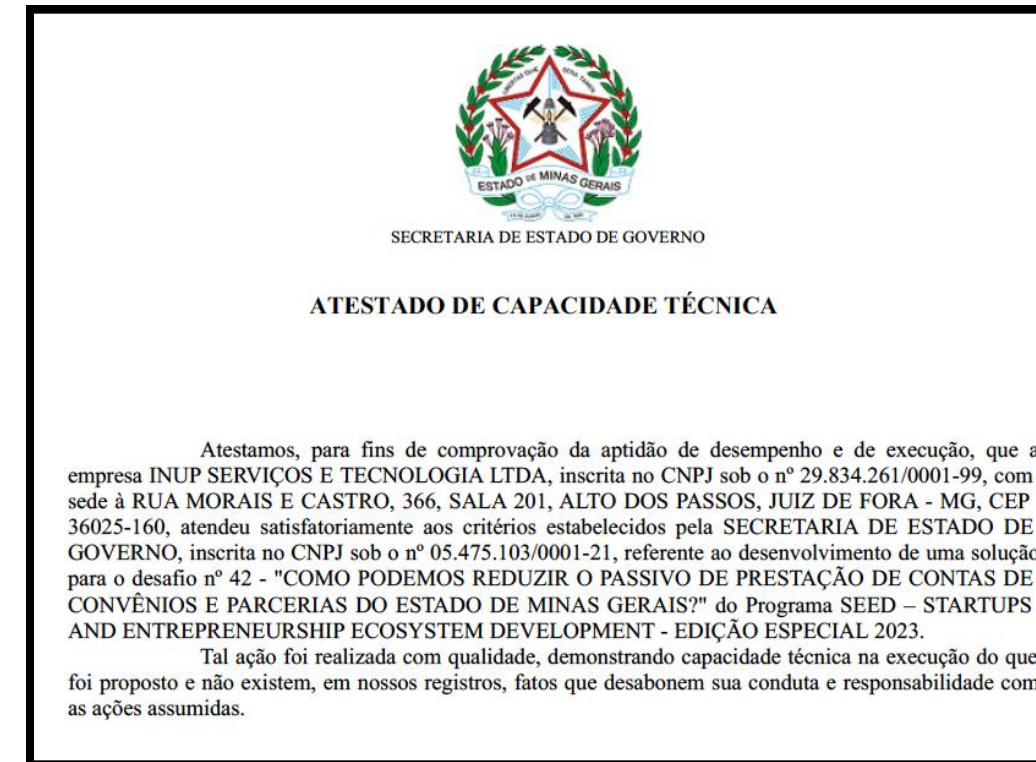 LIBERTAS QUE SERA TAMEN
ESTADO DE MINAS GERAIS
SECRETARIA DE ESTADO DE GOVERNO
ATESTADO DE CAPACIDADE TÉCNICA
Atestamos, para fins de comprovação da aptidão de desempenho e de execução, que a
empresa INUP SERVIÇOS E TECNOLOGIA LTDA, inscrita no CNPJ sob o nº 29.834.261/0001-99, com
sede à RUA MORAIS E CASTRO, 366, SALA 201, ALTO DOS PASSOS, JUIZ DE FORA - MG, CEP
36025-160, atendeu satisfatoriamente aos critérios estabelecidos pela SECRETARIA DE ESTADO DE
GOVERNO, inscrita no CNPJ sob o nº 05.475.103/0001-21, referente ao desenvolvimento de uma solução
para o desafio nº 42 - "COMO PODEMOS REDUZIR O PASSIVO DE PRESTAÇÃO DE CONTAS DE
CONVÊNIOS E PARCERIAS DO ESTADO DE MINAS GERAIS?" do Programa SEED – STARTUPS
AND ENTREPRENEURSHIP ECOSYSTEM DEVELOPMENT - EDIÇÃO ESPECIAL 2023.
Tal ação foi realizada com qualidade, demonstrando capacidade técnica na execução do que
foi proposto e não existem, em nossos registros, fatos que desabonem sua conduta e responsabilidade com
as ações assumidas.